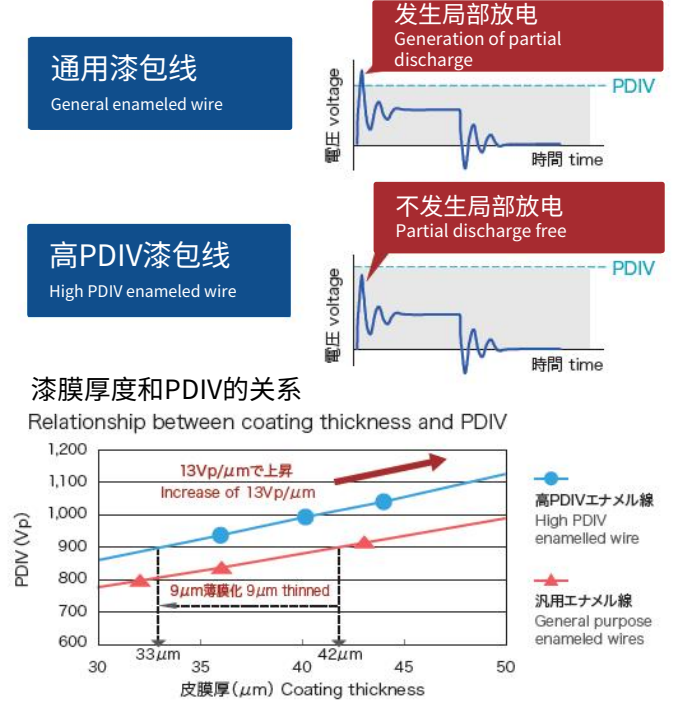 通用漆包线
General enameled wire
发生局部放电
Generation of partial
discharge
電圧 voltage
PDIV
時間 time
高PDIV漆包线
High PDIV enameled wire
不发生局部放电
Partial discharge free
電圧 voltage
PDIV
時間 time
漆膜厚度和PDIV的关系
Relationship between coating thickness and PDIV
PDIV (Vp)
1,200
1,100
1,000
900
800
700
600
13Vp/μmで上昇
Increase of 13Vp/μm
9μm薄膜化 9μm thinned
33μm
42μm
30
35
40
45
50
皮膜厚(μm) Coating thickness
高PDIVエナメル線
High PDIV
enamelled wire
汎用エナメル線
General purpose
enameled wires